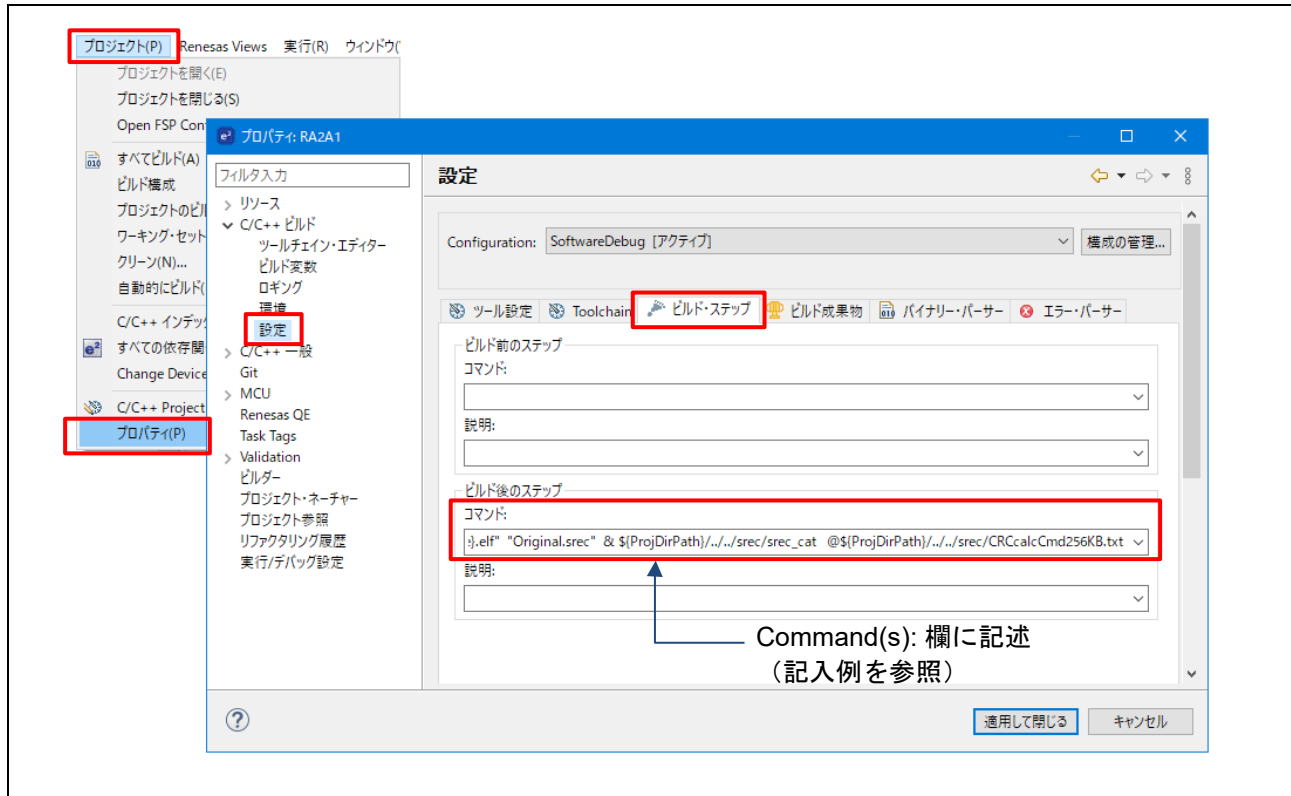 プロジェクト(P) Renesas Views 実行(R) ウィンドウ(
プロジェクトを開く(E)
プロジェクトを閉じる(S)
Open FSP Con
すべてビルド(A)
ビルド構成
プロジェクトのビル
ワーキング・セット
クリーン(N)...
自動的にビルド(
C/C++ インデッ
すべての依存関
Change Device
C/C++ Project
プロパティ(P)
プロパティ: RA2A1
フィルタ入力
リソース
C/C++ ビルド
ツールチェイン・エディター
ビルド変数
ロギング
環境
設定
C/C++ 一般
Git
MCU
Renesas QE
Task Tags
Validation
ビルダー
プロジェクト・ネーチャー
プロジェクト参照
リファクタリング履歴
実行/デバッグ設定
設定
Configuration: SoftwareDebug [アクティブ] 構成の管理...
ツール設定 Toolchain ビルド・ステップ ビルド成果物 バイナリー・パーサー エラー・パーサー
ビルド前のステップ
コマンド:
説明:
ビルド後のステップ
コマンド:
:}.elf" "Original.srec" & ${ProjDirPath}/../../srec/srec_cat @${ProjDirPath}/../../srec/CRCcalcCmd256KB.txt
説明:
Command(s): 欄に記述
（記入例を参照）
適用して閉じる キャンセル